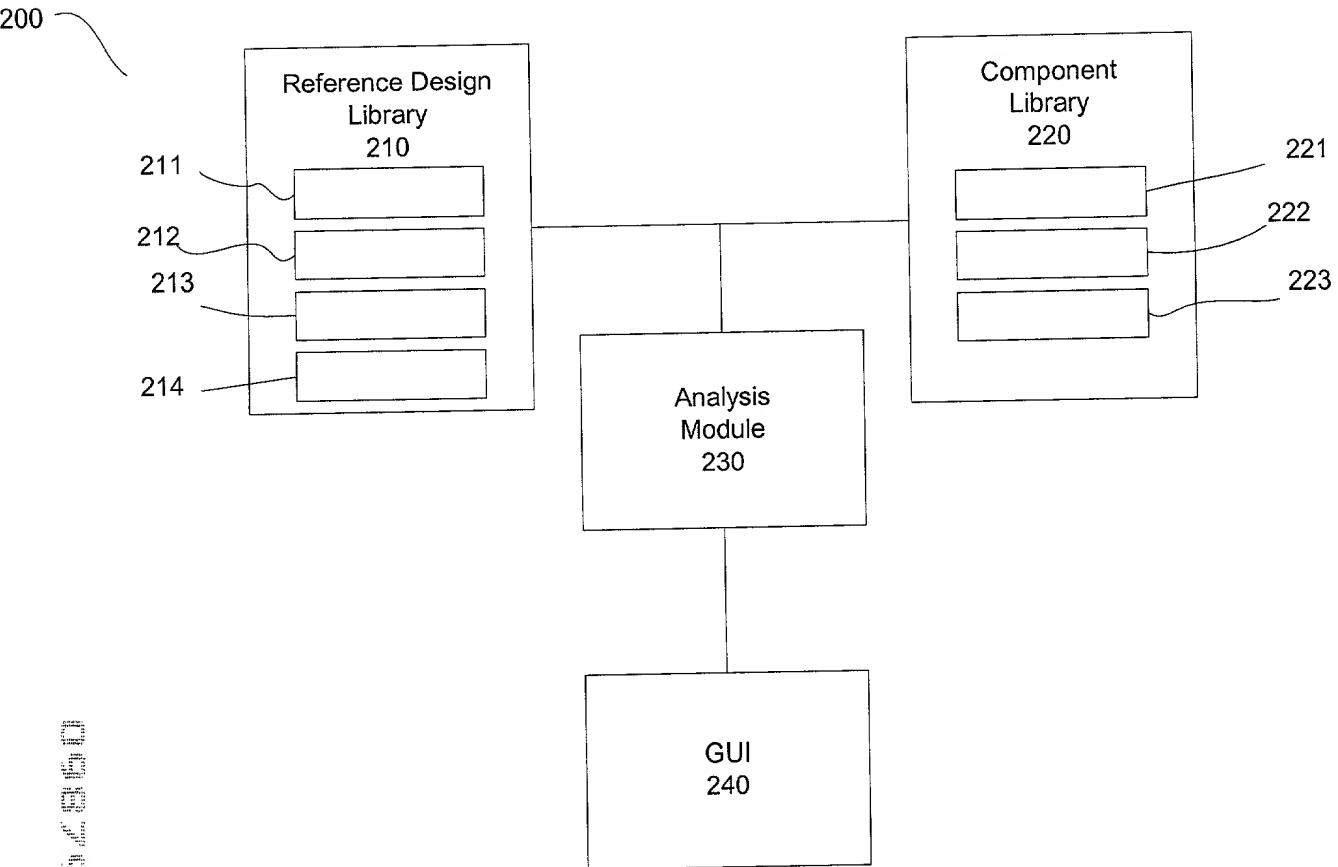 200
Reference Design
Library
210
211
212
213
214
Component
Library
220
221
222
223
Analysis
Module
230
GUI
240